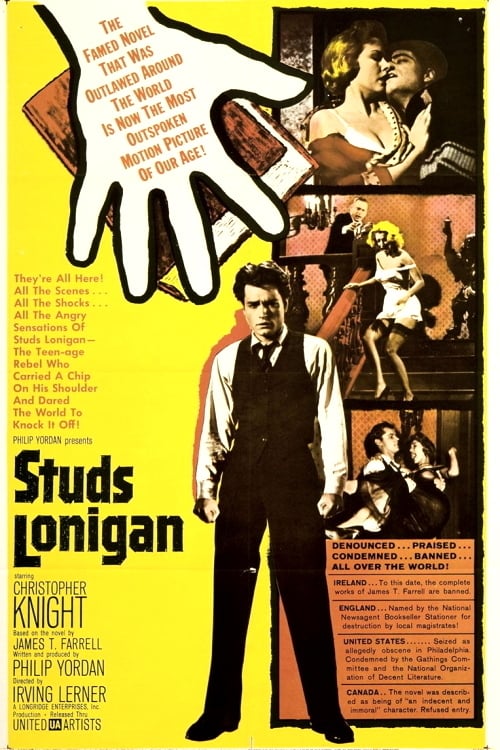 THE
FAMED NOVEL
THAT WAS
OUTLAWED AROUND
THE WORLD
IS NOW THE MOST
OUTSPOKEN
MOTION PICTURE
OF OUR AGE!
They're All Here!
All The Scenes . . .
All The Shocks . . .
All The Angry
Sensations Of
Studs Lonigan—
The Teen-age
Rebel Who
Carried A Chip
On His Shoulder
And Dared
The World To
Knock It Off!
PHILIP YORDAN presents
Studs
Lonigan
starring
CHRISTOPHER
KNIGHT
Based on the novel by
JAMES T. FARRELL
Written and produced by
PHILIP YORDAN
Directed by
IRVING LERNER
A LONGRIDGE ENTERPRISES, Inc.
Production - Released Thru
UNITED UA ARTISTS
DENOUNCED . . . PRAISED . . .
CONDEMNED . . . BANNED . . .
ALL OVER THE WORLD!
IRELAND . . . To this date, the complete
works of James T. Farrell are banned.
ENGLAND . . . Named by the National
Newsagent Bookseller Stationer for
destruction by local magistrates!
UNITED STATES ....... Seized as
allegedly obscene in Philadelphia.
Condemned by the Gathings Com-
mittee and the National Organiza-
tion of Decent Literature.
CANADA . . The novel was describ-
ed as being of "an indecent and
immoral" character. Refused entry.